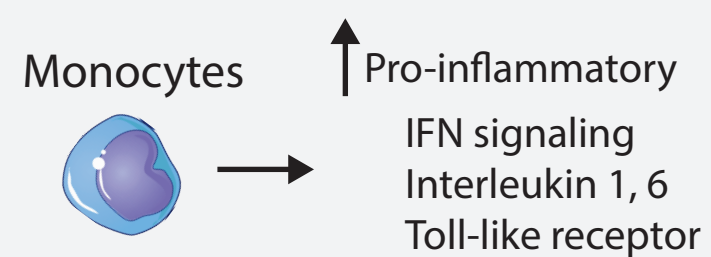 Monocytes
Pro-inflammatory
IFN signaling
Interleukin 1, 6
Toll-like receptor